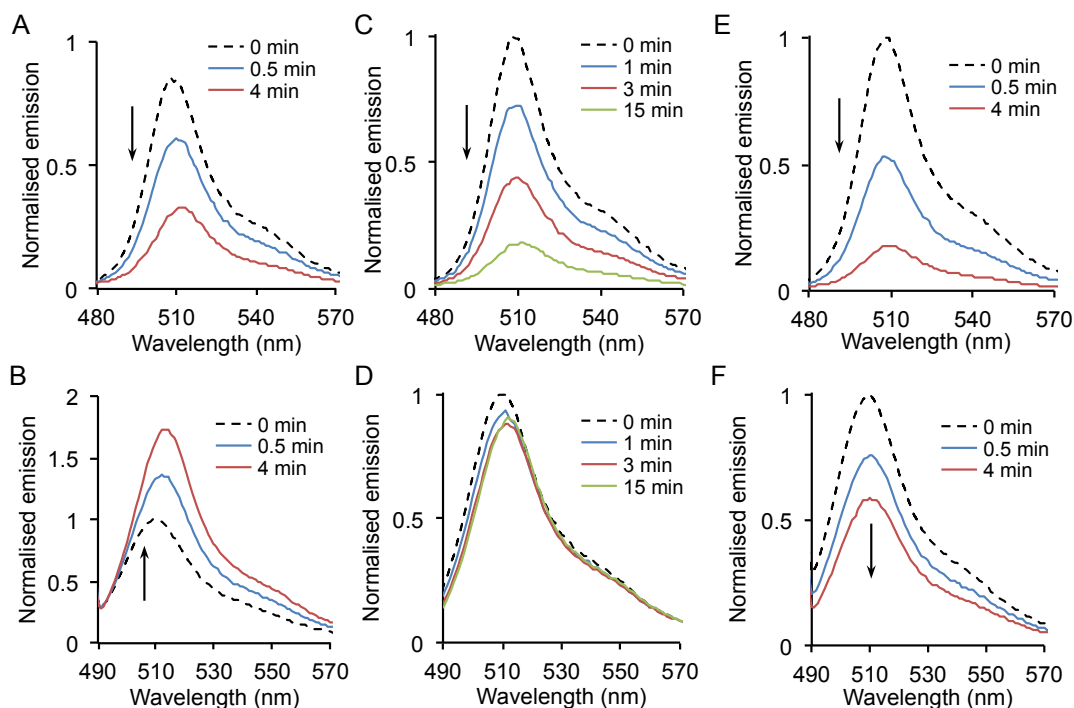 A
Normalised emission
1
0.5
0
0 min
0.5 min
4 min
480 510 540 570
Wavelength (nm)
C
Normalised emission
1
0.5
0
0 min
1 min
3 min
15 min
480 510 540 570
Wavelength (nm)
E
Normalised emission
1
0.5
0
0 min
0.5 min
4 min
480 510 540 570
Wavelength (nm)
B
Normalised emission
2
1.5
1
0.5
0
0 min
0.5 min
4 min
490 510 530 550 570
Wavelength (nm)
D
Normalised emission
1
0.5
0
0 min
1 min
3 min
15 min
490 510 530 550 570
Wavelength (nm)
F
Normalised emission
1
0.5
0
0 min
0.5 min
4 min
490 510 530 550 570
Wavelength (nm)